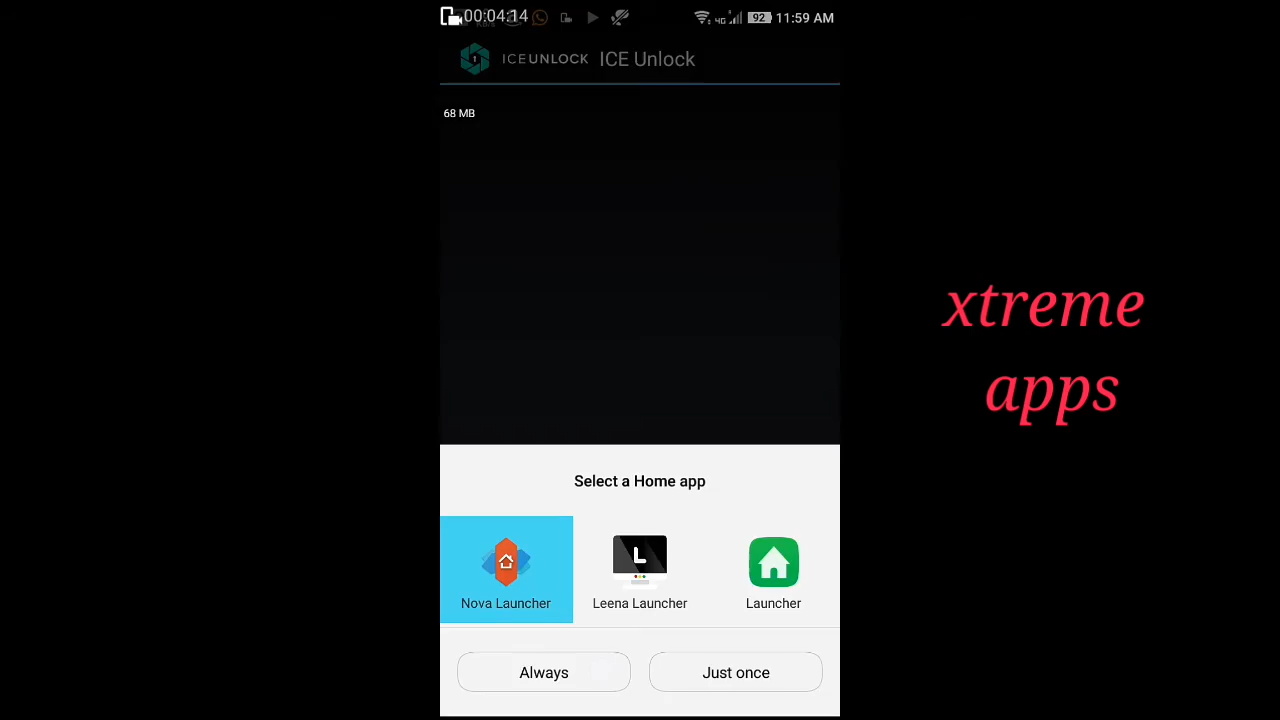 00:04:14
4G
92
11:59 AM
ICEUNLOCK ICE Unlock
68 MB
Select a Home app
L
Nova Launcher
Leena Launcher
Launcher
Always
Just once
xtreme
apps